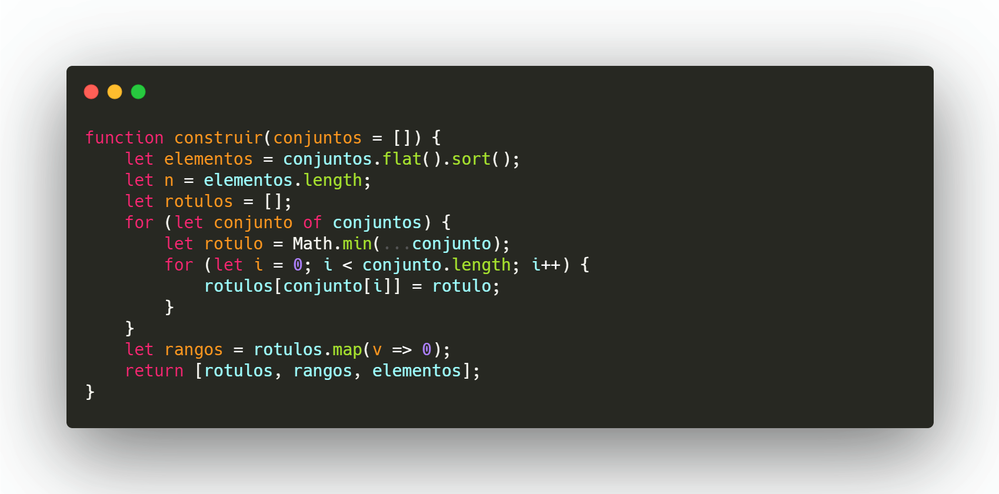 function construir(conjuntos = []) {
    let elementos = conjuntos.flat().sort();
    let n = elementos.length;
    let rotulos = [];
    for (let conjunto of conjuntos) {
        let rotulo = Math.min(...conjunto);
        for (let i = 0; i < conjunto.length; i++) {
            rotulos[conjunto[i]] = rotulo;
        }
    }
    let rangos = rotulos.map(v => 0);
    return [rotulos, rangos, elementos];
}